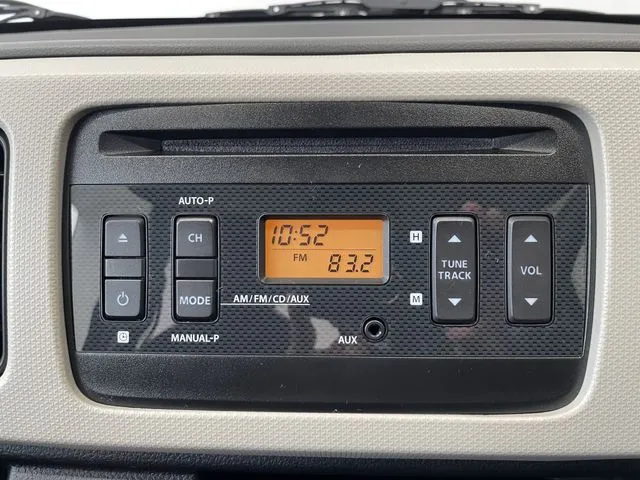 AUTO-P
CH
MODE
AM/FM/CD/AUX
MANUAL-P
10:52
FM 83.2
AUX
H
M
TUNE
TRACK
VOL